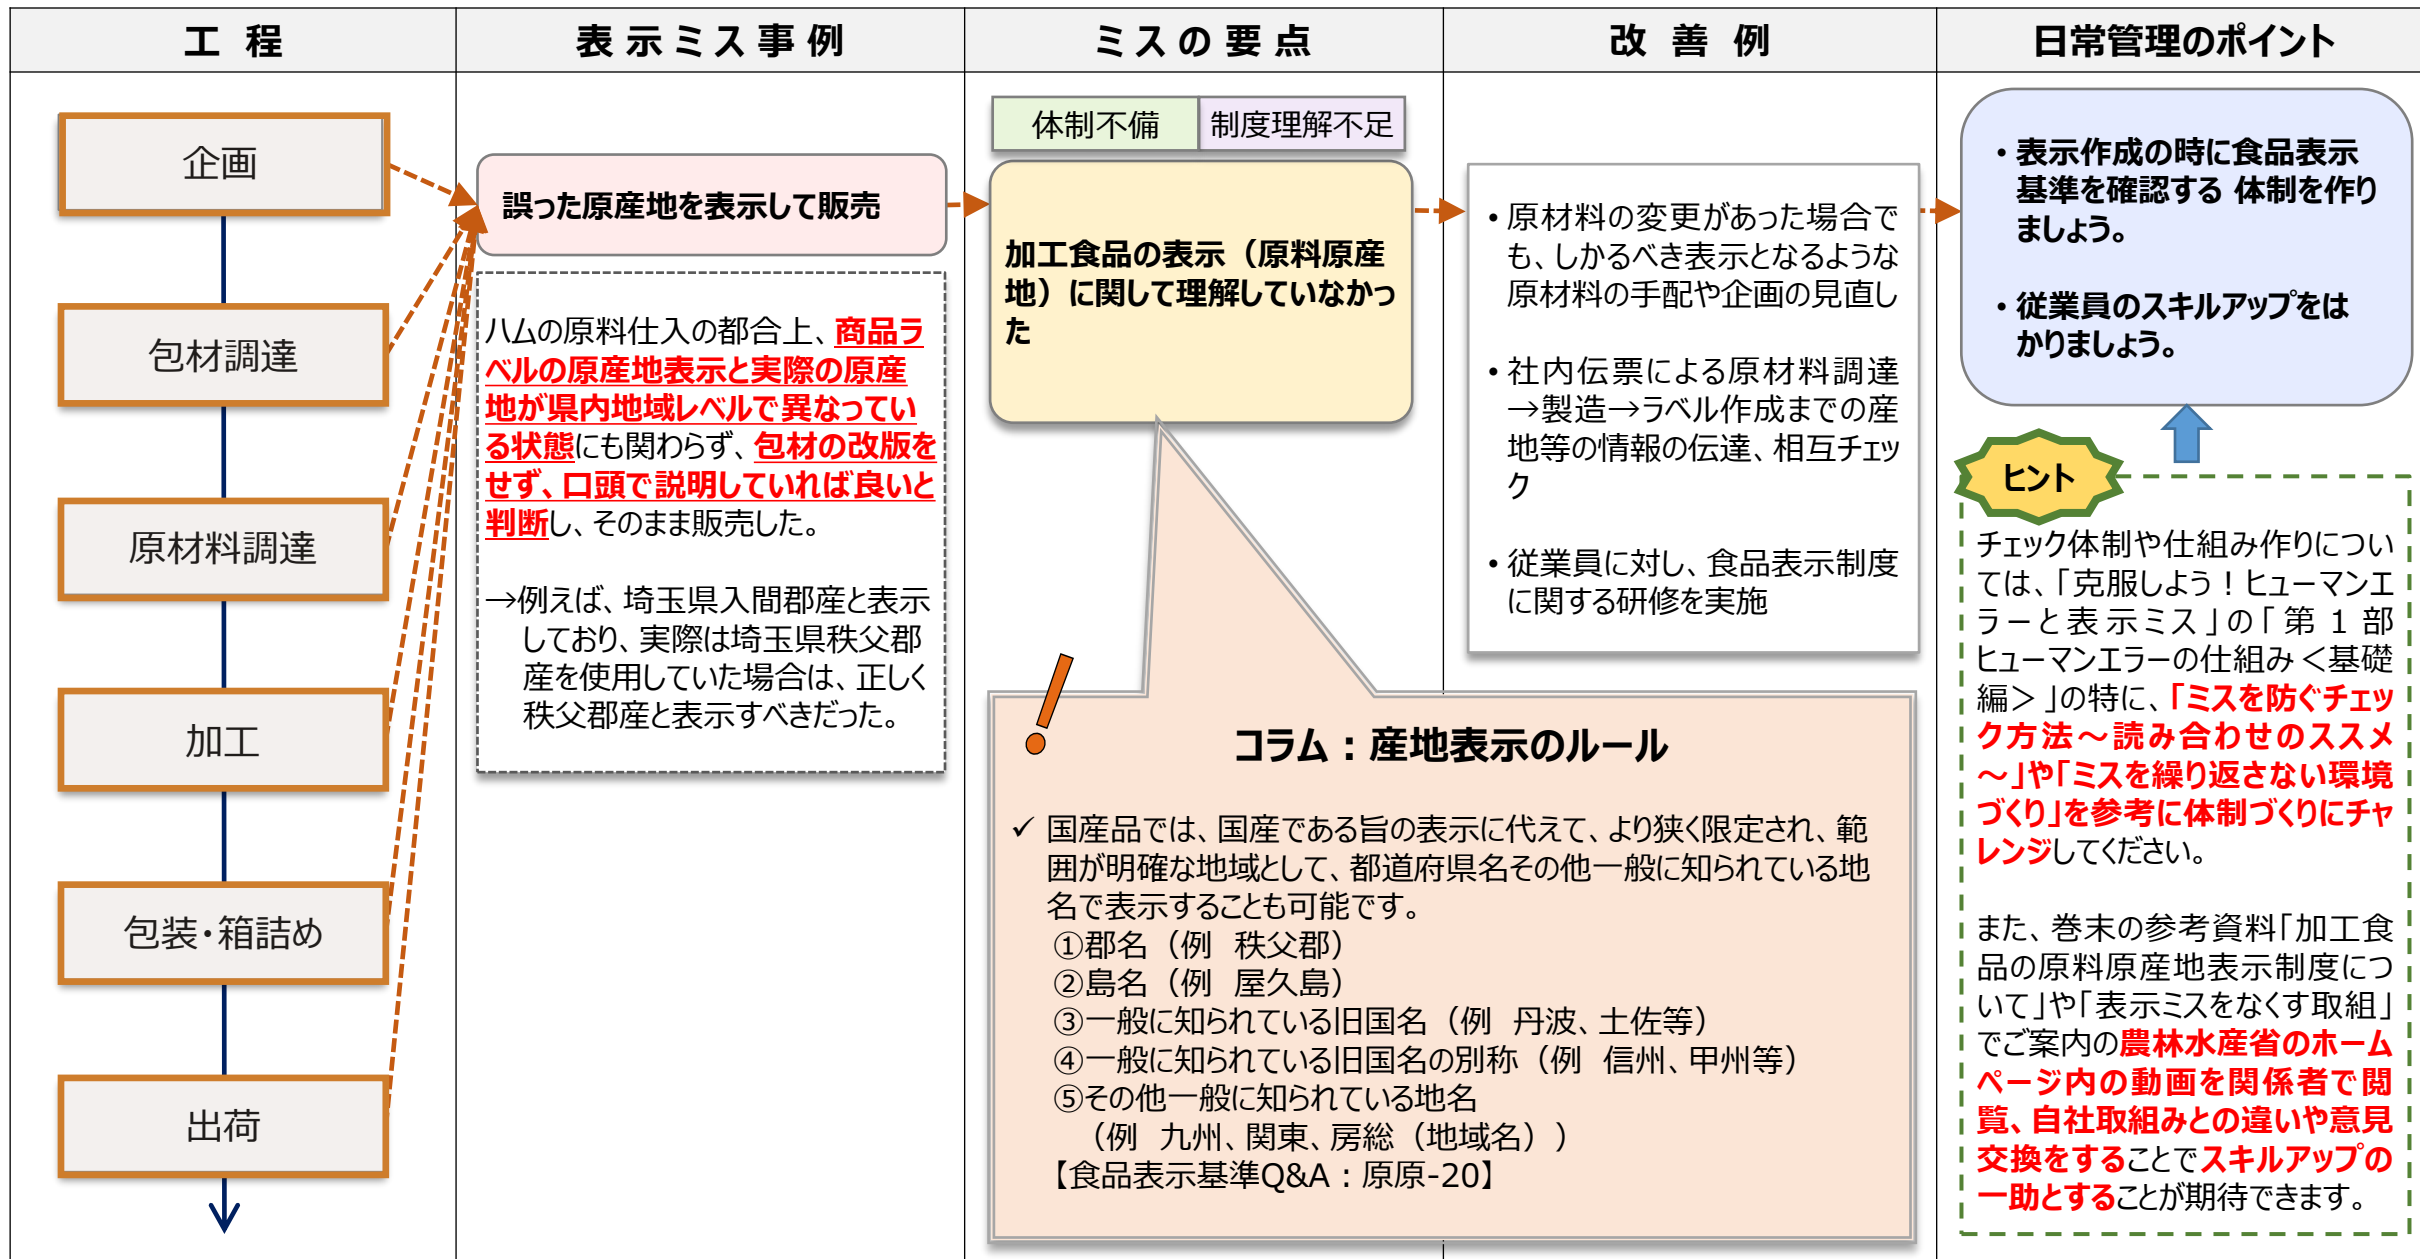 工 程
表 示 ミ ス 事 例
ミ ス の 要 点
改 善 例
日常管理のポイント
企画
包材調達
原材料調達
加工
包装・箱詰め
出荷
誤った原産地を表示して販売
ハムの原料仕入の都合上、商品ラ
ベルの原産地表示と実際の原産
地が県内地域レベルで異なってい
る状態にも関わらず、包材の改版を
せず、口頭で説明していれば良いと
判断し、そのまま販売した。
→例えば、埼玉県入間郡産と表示
しており、実際は埼玉県秩父郡
産を使用していた場合は、正しく
秩父郡産と表示すべきだった。
体制不備
制度理解不足
加工食品の表示（原料原産
地）に関して理解していなかっ
た
• 原材料の変更があった場合で
も、しかるべき表示となるような
原材料の手配や企画の見直し
• 社内伝票による原材料調達
→製造→ラベル作成までの産
地等の情報の伝達、相互チェッ
ク
• 従業員に対し、食品表示制度
に関する研修を実施
コラム：産地表示のルール
✓ 国産品では、国産である旨の表示に代えて、より狭く限定され、範
囲が明確な地域として、都道府県名その他一般に知られている地
名で表示することも可能です。
①郡名（例　秩父郡）
②島名（例　屋久島）
③一般に知られている旧国名（例　丹波、土佐等）
④一般に知られている旧国名の別称（例　信州、甲州等）
⑤その他一般に知られている地名
（例　九州、関東、房総（地域名））
【食品表示基準Q&A：原原-20】
・表示作成の時に食品表示
基準を確認する 体制を作り
ましょう。
・従業員のスキルアップをは
かりましょう。
ヒント
チェック体制や仕組み作りについ
ては、「克服しよう！ヒューマンエ
ラーと表示ミス」の「第１部
ヒューマンエラーの仕組み＜基礎
編＞」の特に、「ミスを防ぐチェッ
ク方法～読み合わせのススメ
～」や「ミスを繰り返さない環境
づくり」を参考に体制づくりにチャ
レンジしてください。
また、巻末の参考資料「加工食
品の原料原産地表示制度につ
いて」や「表示ミスをなくす取組」
でご案内の農林水産省のホーム
ページ内の動画を関係者で閲
覧、自社取組みとの違いや意見
交換をすることでスキルアップの
一助とすることが期待できます。